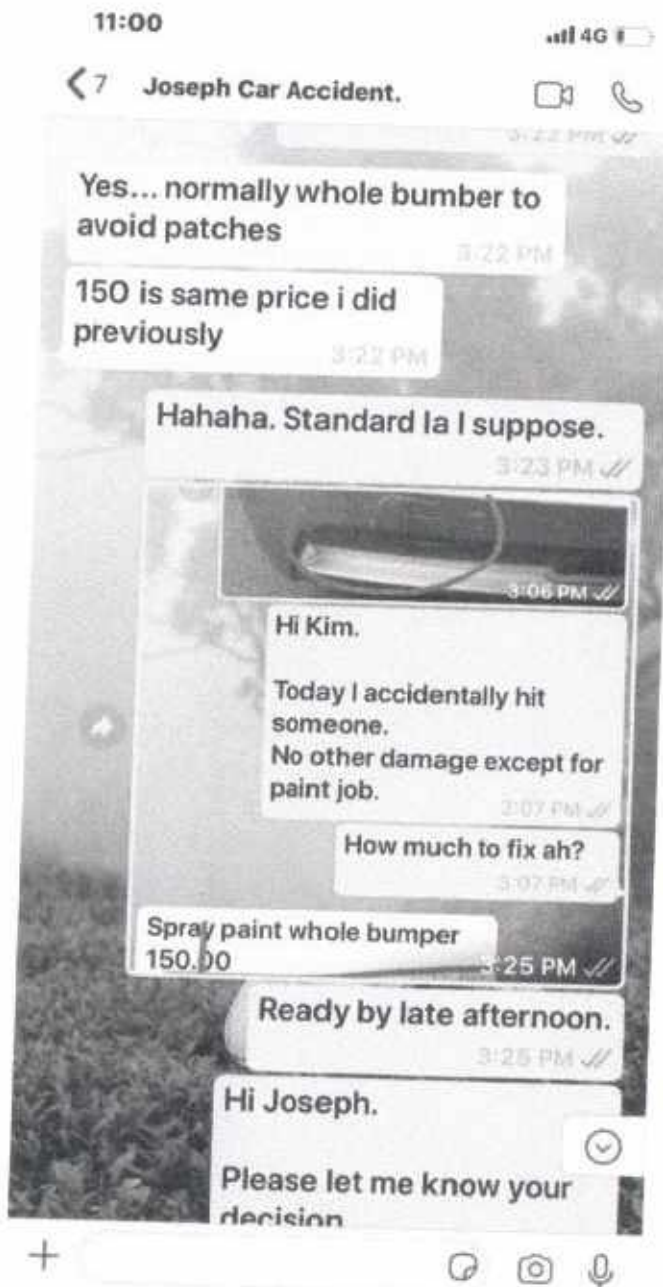 11:00
4G
7 Joseph Car Accident.
3:22 PM
Yes... normally whole bumber to
avoid patches
3:22 PM
150 is same price i did
previously
3:22 PM
Hahaha. Standard la I suppose.
3:23 PM
3:06 PM
Hi Kim.
Today I accidentally hit
someone.
No other damage except for
paint job.
3:07 PM
How much to fix ah?
3:07 PM
Spray paint whole bumper
150.00
3:25 PM
Ready by late afternoon.
3:25 PM
Hi Joseph.
Please let me know your
decision